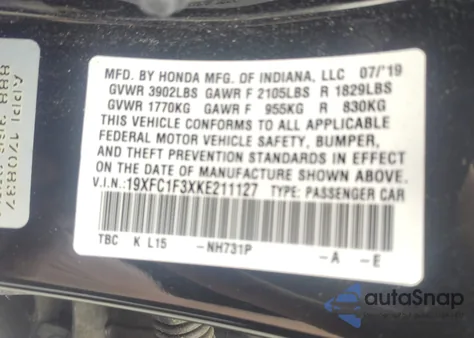 MFD. BY HONDA MFG. OF INDIANA, LLC 07/'19
GVWR 3902LBS GAWR F 2105LBS R 1829LBS
GVWR 1770KG GAWR F 955KG R 830KG
THIS VEHICLE CONFORMS TO ALL APPLICABLE
FEDERAL MOTOR VEHICLE SAFETY, BUMPER,
AND THEFT PREVENTION STANDARDS IN EFFECT
ON THE DATE OF MANUFACTURE SHOWN ABOVE.
V.I.N.:19XFC1F3XKE211127 TYPE: PASSENGER CAR
TBC K L15 -NH731P -A -E
autoSnap